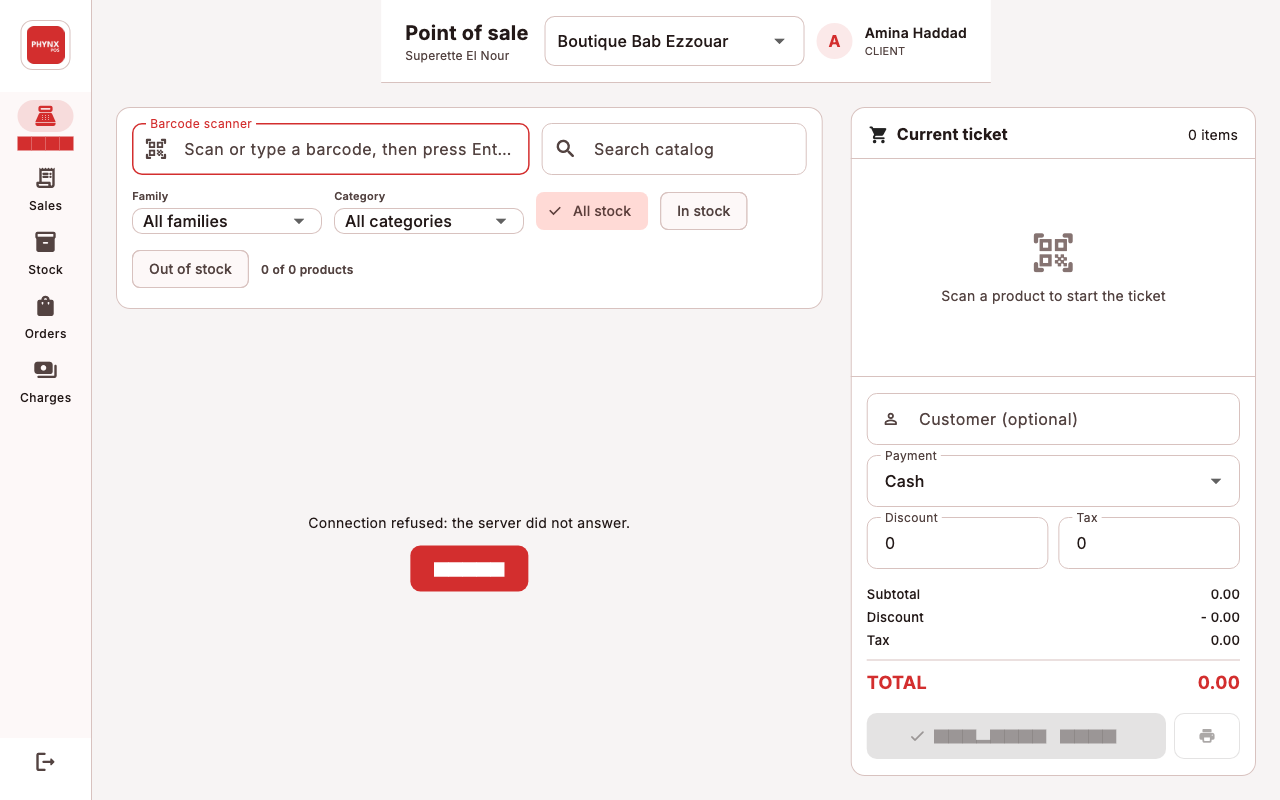 PHYNX
POS
Point of sale
Superette El Nour
Boutique Bab Ezzouar
A
Amina Haddad
CLIENT
Sales
Stock
Orders
Charges
Barcode scanner
Scan or type a barcode, then press Ent...
Search catalog
Family
All families
Category
All categories
All stock
In stock
Out of stock
0 of 0 products
Connection refused: the server did not answer.
Current ticket
0 items
Scan a product to start the ticket
Customer (optional)
Payment
Cash
Discount
0
Tax
0
Subtotal 0.00
Discount - 0.00
Tax 0.00
TOTAL 0.00